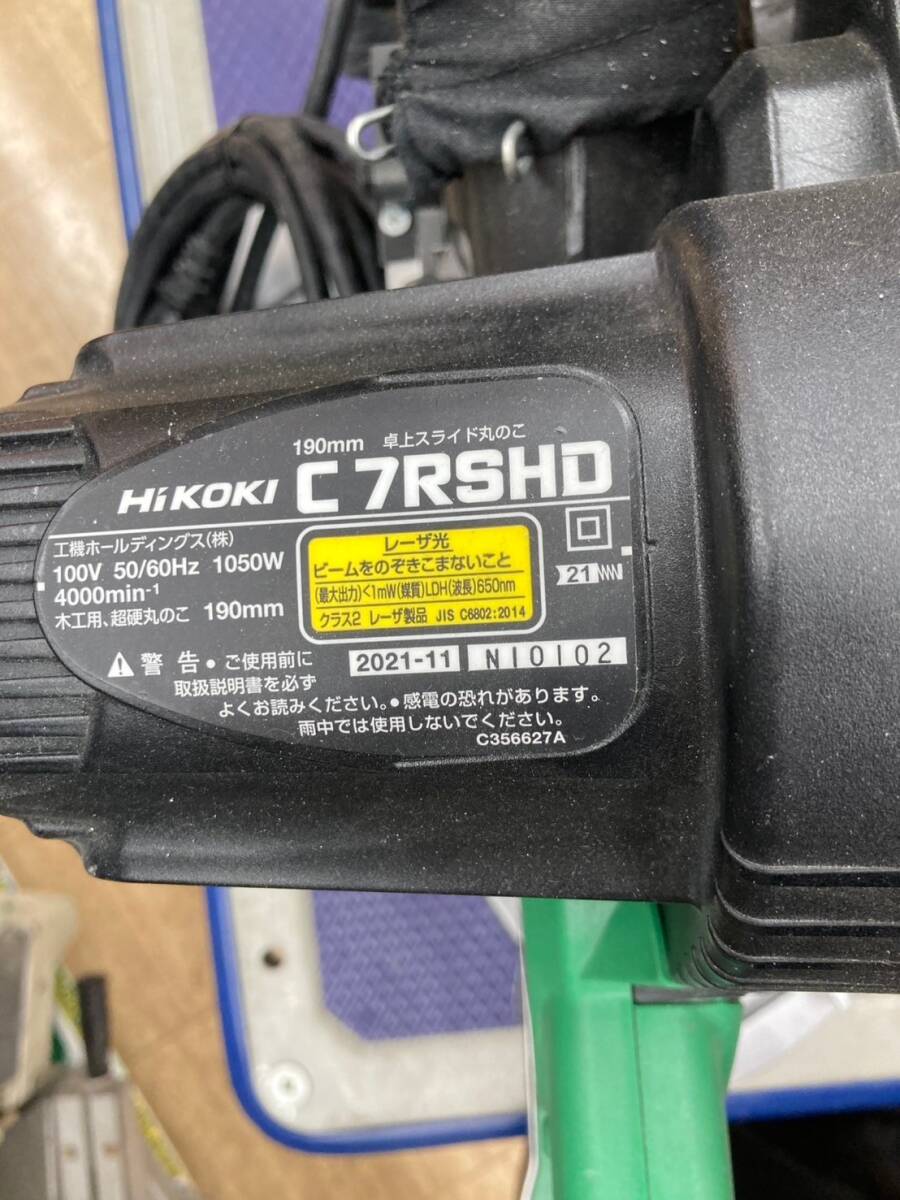 190mm 卓上スライド丸のこ
HiKOKI C 7RSHD
工機ホールディングス(株)
100V 50/60Hz 1050W
4000min-1
木工用、超硬丸のこ 190mm
レーザ光
ビームをのぞきこまないこと
(最大出力)<1mW(媒質)LDH(波長)650nm
クラス2 レーザ製品 JIS C6802:2014
21
2021-11 N10102
警告 • ご使用前に
取扱説明書を必ず
よくお読みください。• 感電の恐れがあります。
雨中では使用しないでください。
C356627A